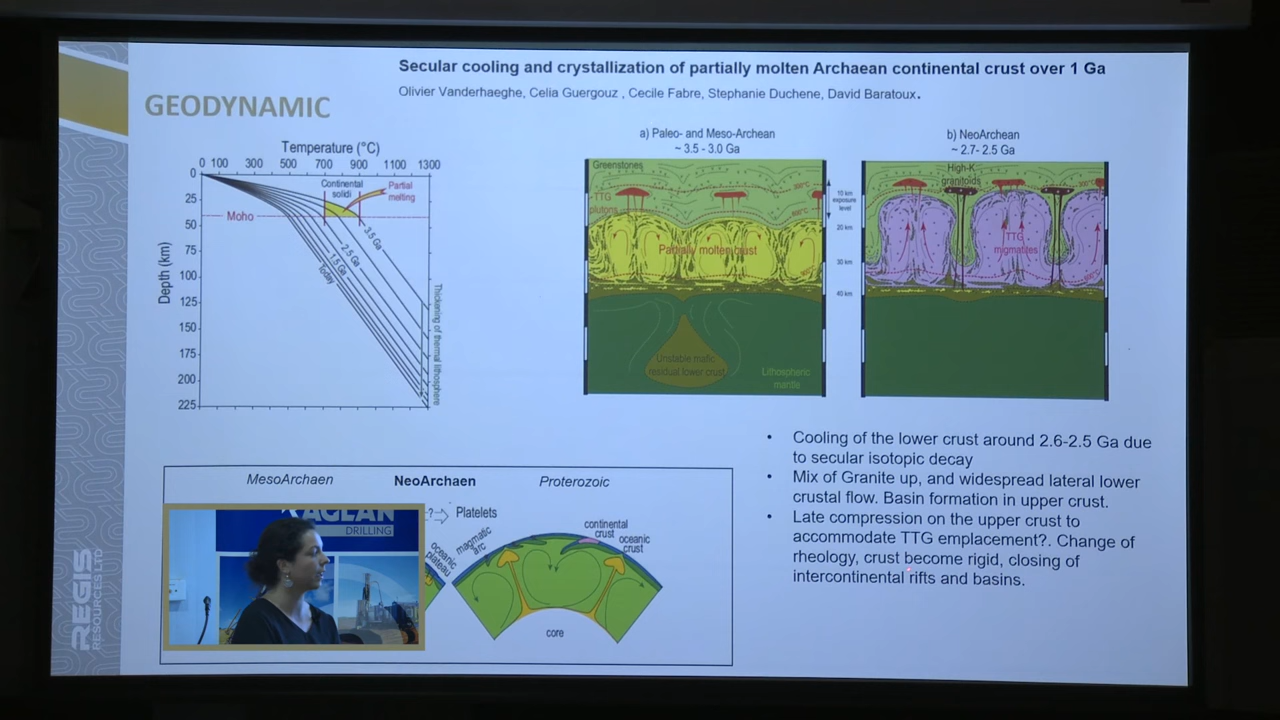 Secular cooling and crystallization of partially molten Archaean continental crust over 1 Ga
Olivier Vanderhaeghe, Celia Guergouz , Cecile Fabre, Stephanie Duchene, David Baratoux.
GEODYNAMIC
Temperature (°C)
0 100 300 500 700 900 1100 1300
0
25
50
75
100
125
150
175
200
225
Depth (km)
Continental
solidi
Partial
melting
Moho
3.5 Ga
2.5 Ga
Today
Thickening of thermal lithosphere
a) Paleo- and Meso-Archean
~ 3.5 - 3.0 Ga
Greenstones
TTG
plutons
Partially molten crust
Unstable mafic
residual lower crust
Lithospheric
mantle
10 km
exposure
level
20 km
30 km
40 km
b) NeoArchean
~ 2.7- 2.5 Ga
High-K
granitoids
TTG
migmatites
• Cooling of the lower crust around 2.6-2.5 Ga due
to secular isotopic decay
• Mix of Granite up, and widespread lateral lower
crustal flow. Basin formation in upper crust.
• Late compression on the upper crust to
accommodate TTG emplacement?. Change of
rheology, crust become rigid, closing of
intercontinental rifts and basins.
MesoArchaen NeoArchaen Proterozoic
? Platelets
oceanic
plateau
magmatic
arc
continental
crust
oceanic
crust
core
DRILLING
REGIS
RESOURCES LTD